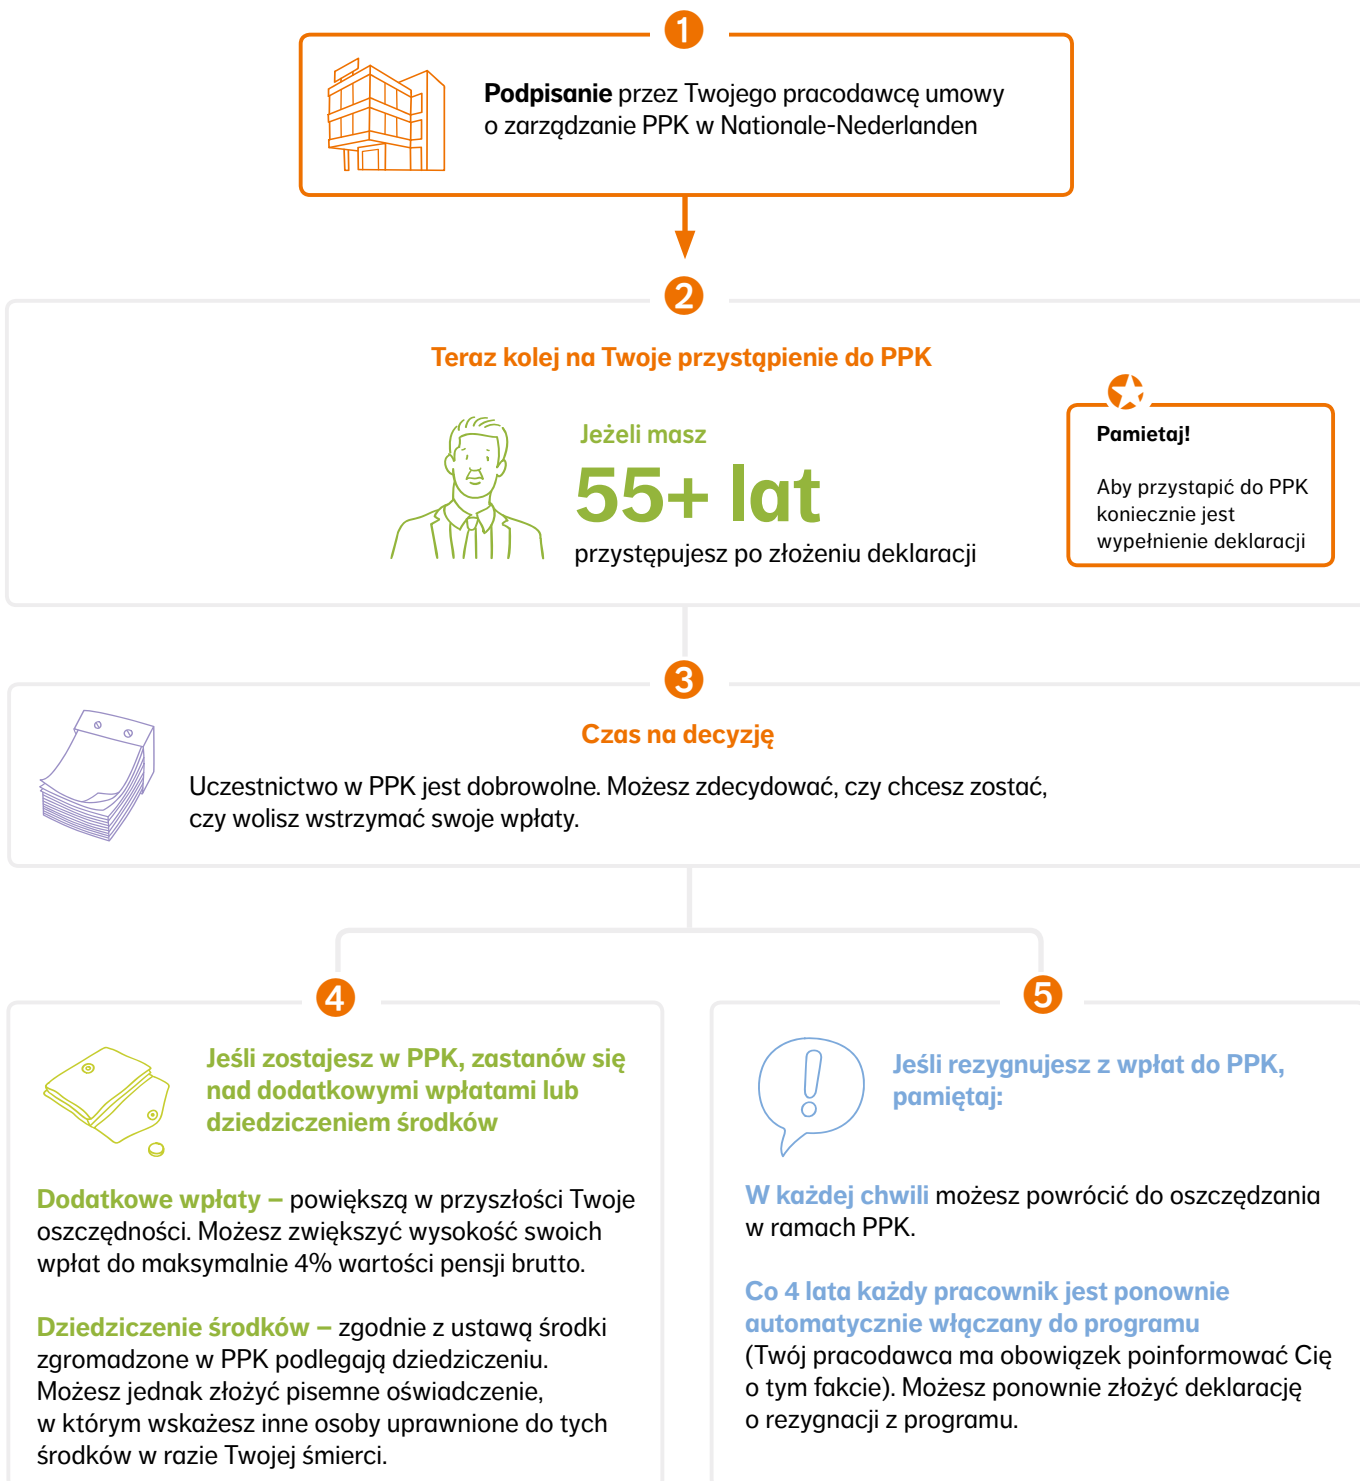 1
Podpisanie przez Twojego pracodawcę umowy
o zarządzanie PPK w Nationale-Nederlanden
2
Teraz kolej na Twoje przystąpienie do PPK
Jeżeli masz
55+ lat
przystępujesz po złożeniu deklaracji
Pamietaj!
Aby przystapić do PPK
koniecznie jest
wypełnienie deklaracji
3
Czas na decyzję
Uczestnictwo w PPK jest dobrowolne. Możesz zdecydować, czy chcesz zostać,
czy wolisz wstrzymać swoje wpłaty.
4
Jeśli zostajesz w PPK, zastanów się
nad dodatkowymi wpłatami lub
dziedziczeniem środków
Dodatkowe wpłaty – powiększą w przyszłości Twoje
oszczędności. Możesz zwiększyć wysokość swoich
wpłat do maksymalnie 4% wartości pensji brutto.
Dziedziczenie środków – zgodnie z ustawą środki
zgromadzone w PPK podlegają dziedziczeniu.
Możesz jednak złożyć pisemne oświadczenie,
w którym wskażesz inne osoby uprawnione do tych
środków w razie Twojej śmierci.
5
Jeśli rezygnujesz z wpłat do PPK,
pamiętaj:
W każdej chwili możesz powrócić do oszczędzania
w ramach PPK.
Co 4 lata każdy pracownik jest ponownie
automatycznie włączany do programu
(Twój pracodawca ma obowiązek poinformować Cię
o tym fakcie). Możesz ponownie złożyć deklarację
o rezygnacji z programu.